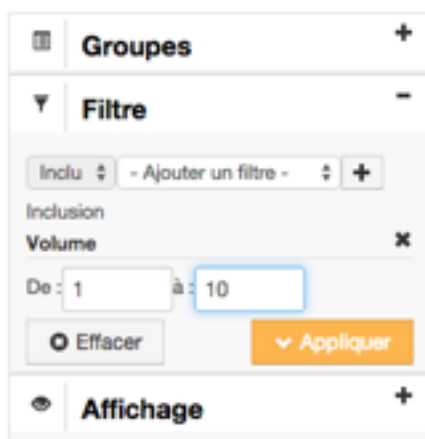 Groupes
Filtre
Inclu - Ajouter un filtre -
Inclusion
Volume
De : 1 à : 10
Effacer Appliquer
Affichage